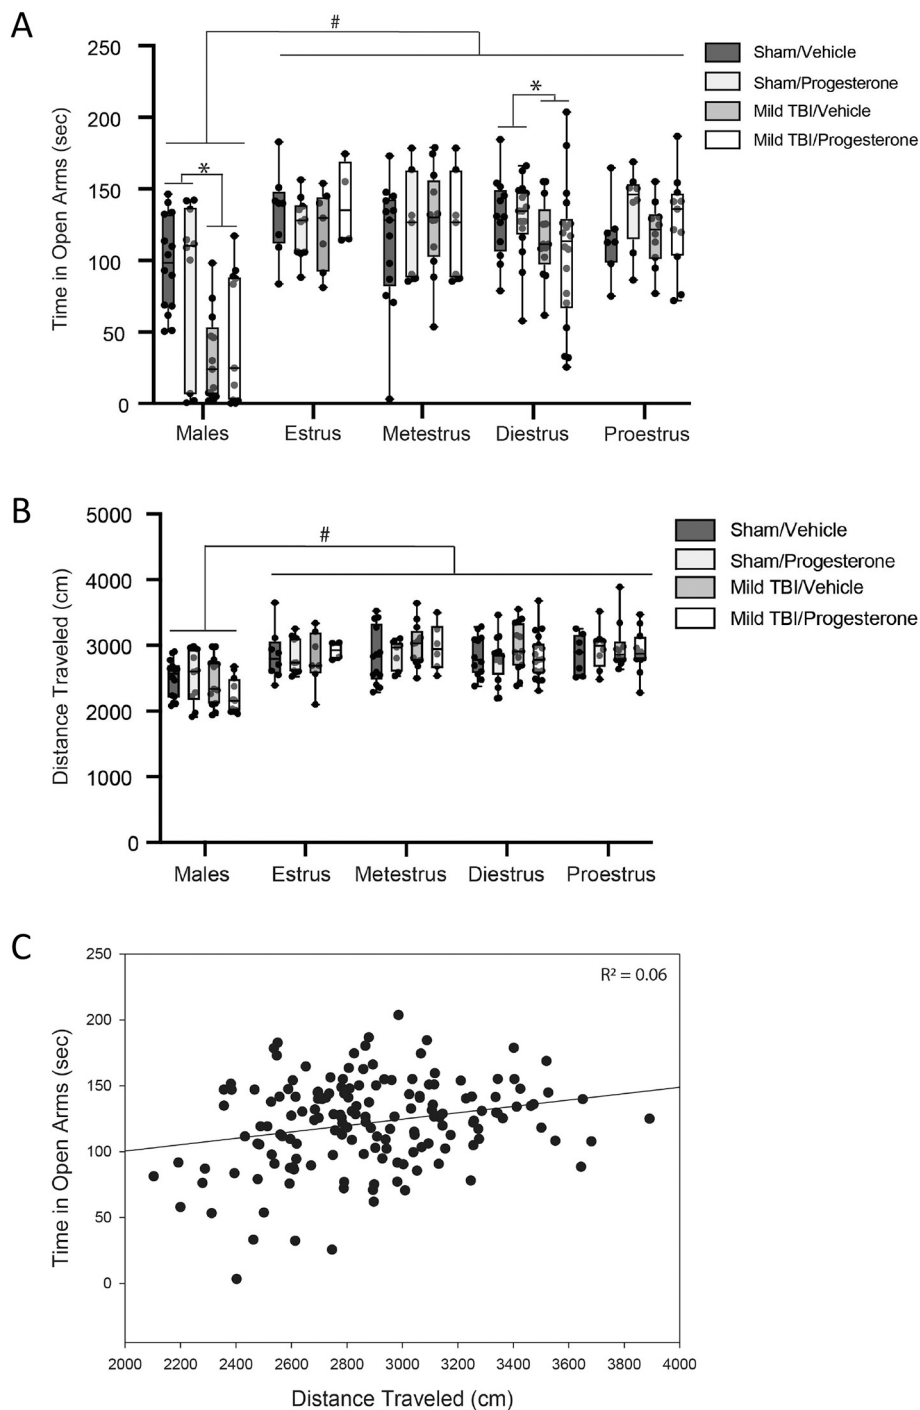 A
#
250
200
150
100
50
0
Time in Open Arms (sec)
*
*
Males
Estrus
Metestrus
Diestrus
Proestrus
Sham/Vehicle
Sham/Progesterone
Mild TBI/Vehicle
Mild TBI/Progesterone
B
#
5000
4000
3000
2000
1000
0
Distance Traveled (cm)
Males
Estrus
Metestrus
Diestrus
Proestrus
Sham/Vehicle
Sham/Progesterone
Mild TBI/Vehicle
Mild TBI/Progesterone
C
R² = 0.06
250
200
150
100
50
0
Time in Open Arms (sec)
2000 2200 2400 2600 2800 3000 3200 3400 3600 3800 4000
Distance Traveled (cm)